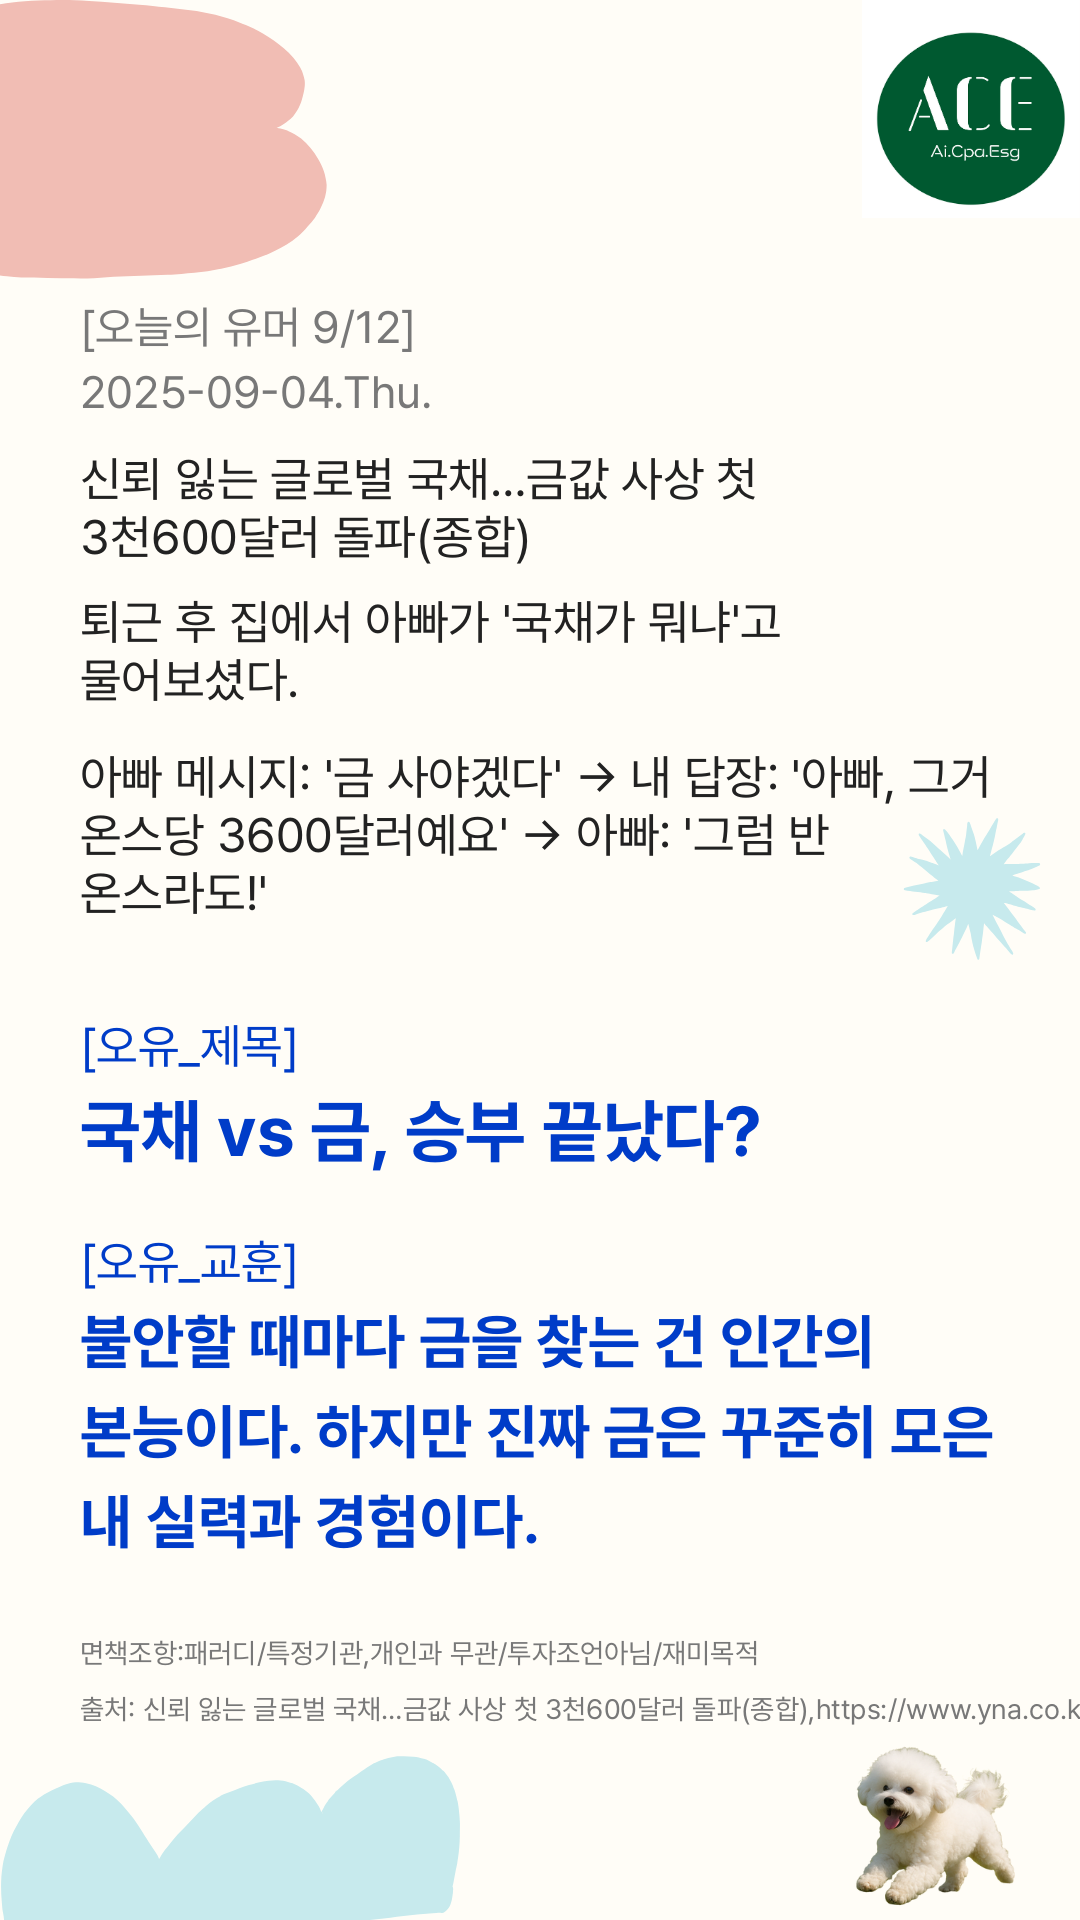 ACE
Ai.Cpa.Esg
[오늘의 유머 9/12]
2025-09-04.Thu.
신뢰 잃는 글로벌 국채…금값 사상 첫
3천600달러 돌파(종합)
퇴근 후 집에서 아빠가 '국채가 뭐냐'고
물어보셨다.
아빠 메시지: '금 사야겠다' → 내 답장: '아빠, 그거
온스당 3600달러예요' → 아빠: '그럼 반
온스라도!'
[오유_제목]
국채 vs 금, 승부 끝났다?
[오유_교훈]
불안할 때마다 금을 찾는 건 인간의
본능이다. 하지만 진짜 금은 꾸준히 모은
내 실력과 경험이다.
면책조항:패러디/특정기관,개인과 무관/투자조언아님/재미목적
출처: 신뢰 잃는 글로벌 국채…금값 사상 첫 3천600달러 돌파(종합),https://www.yna.co.k